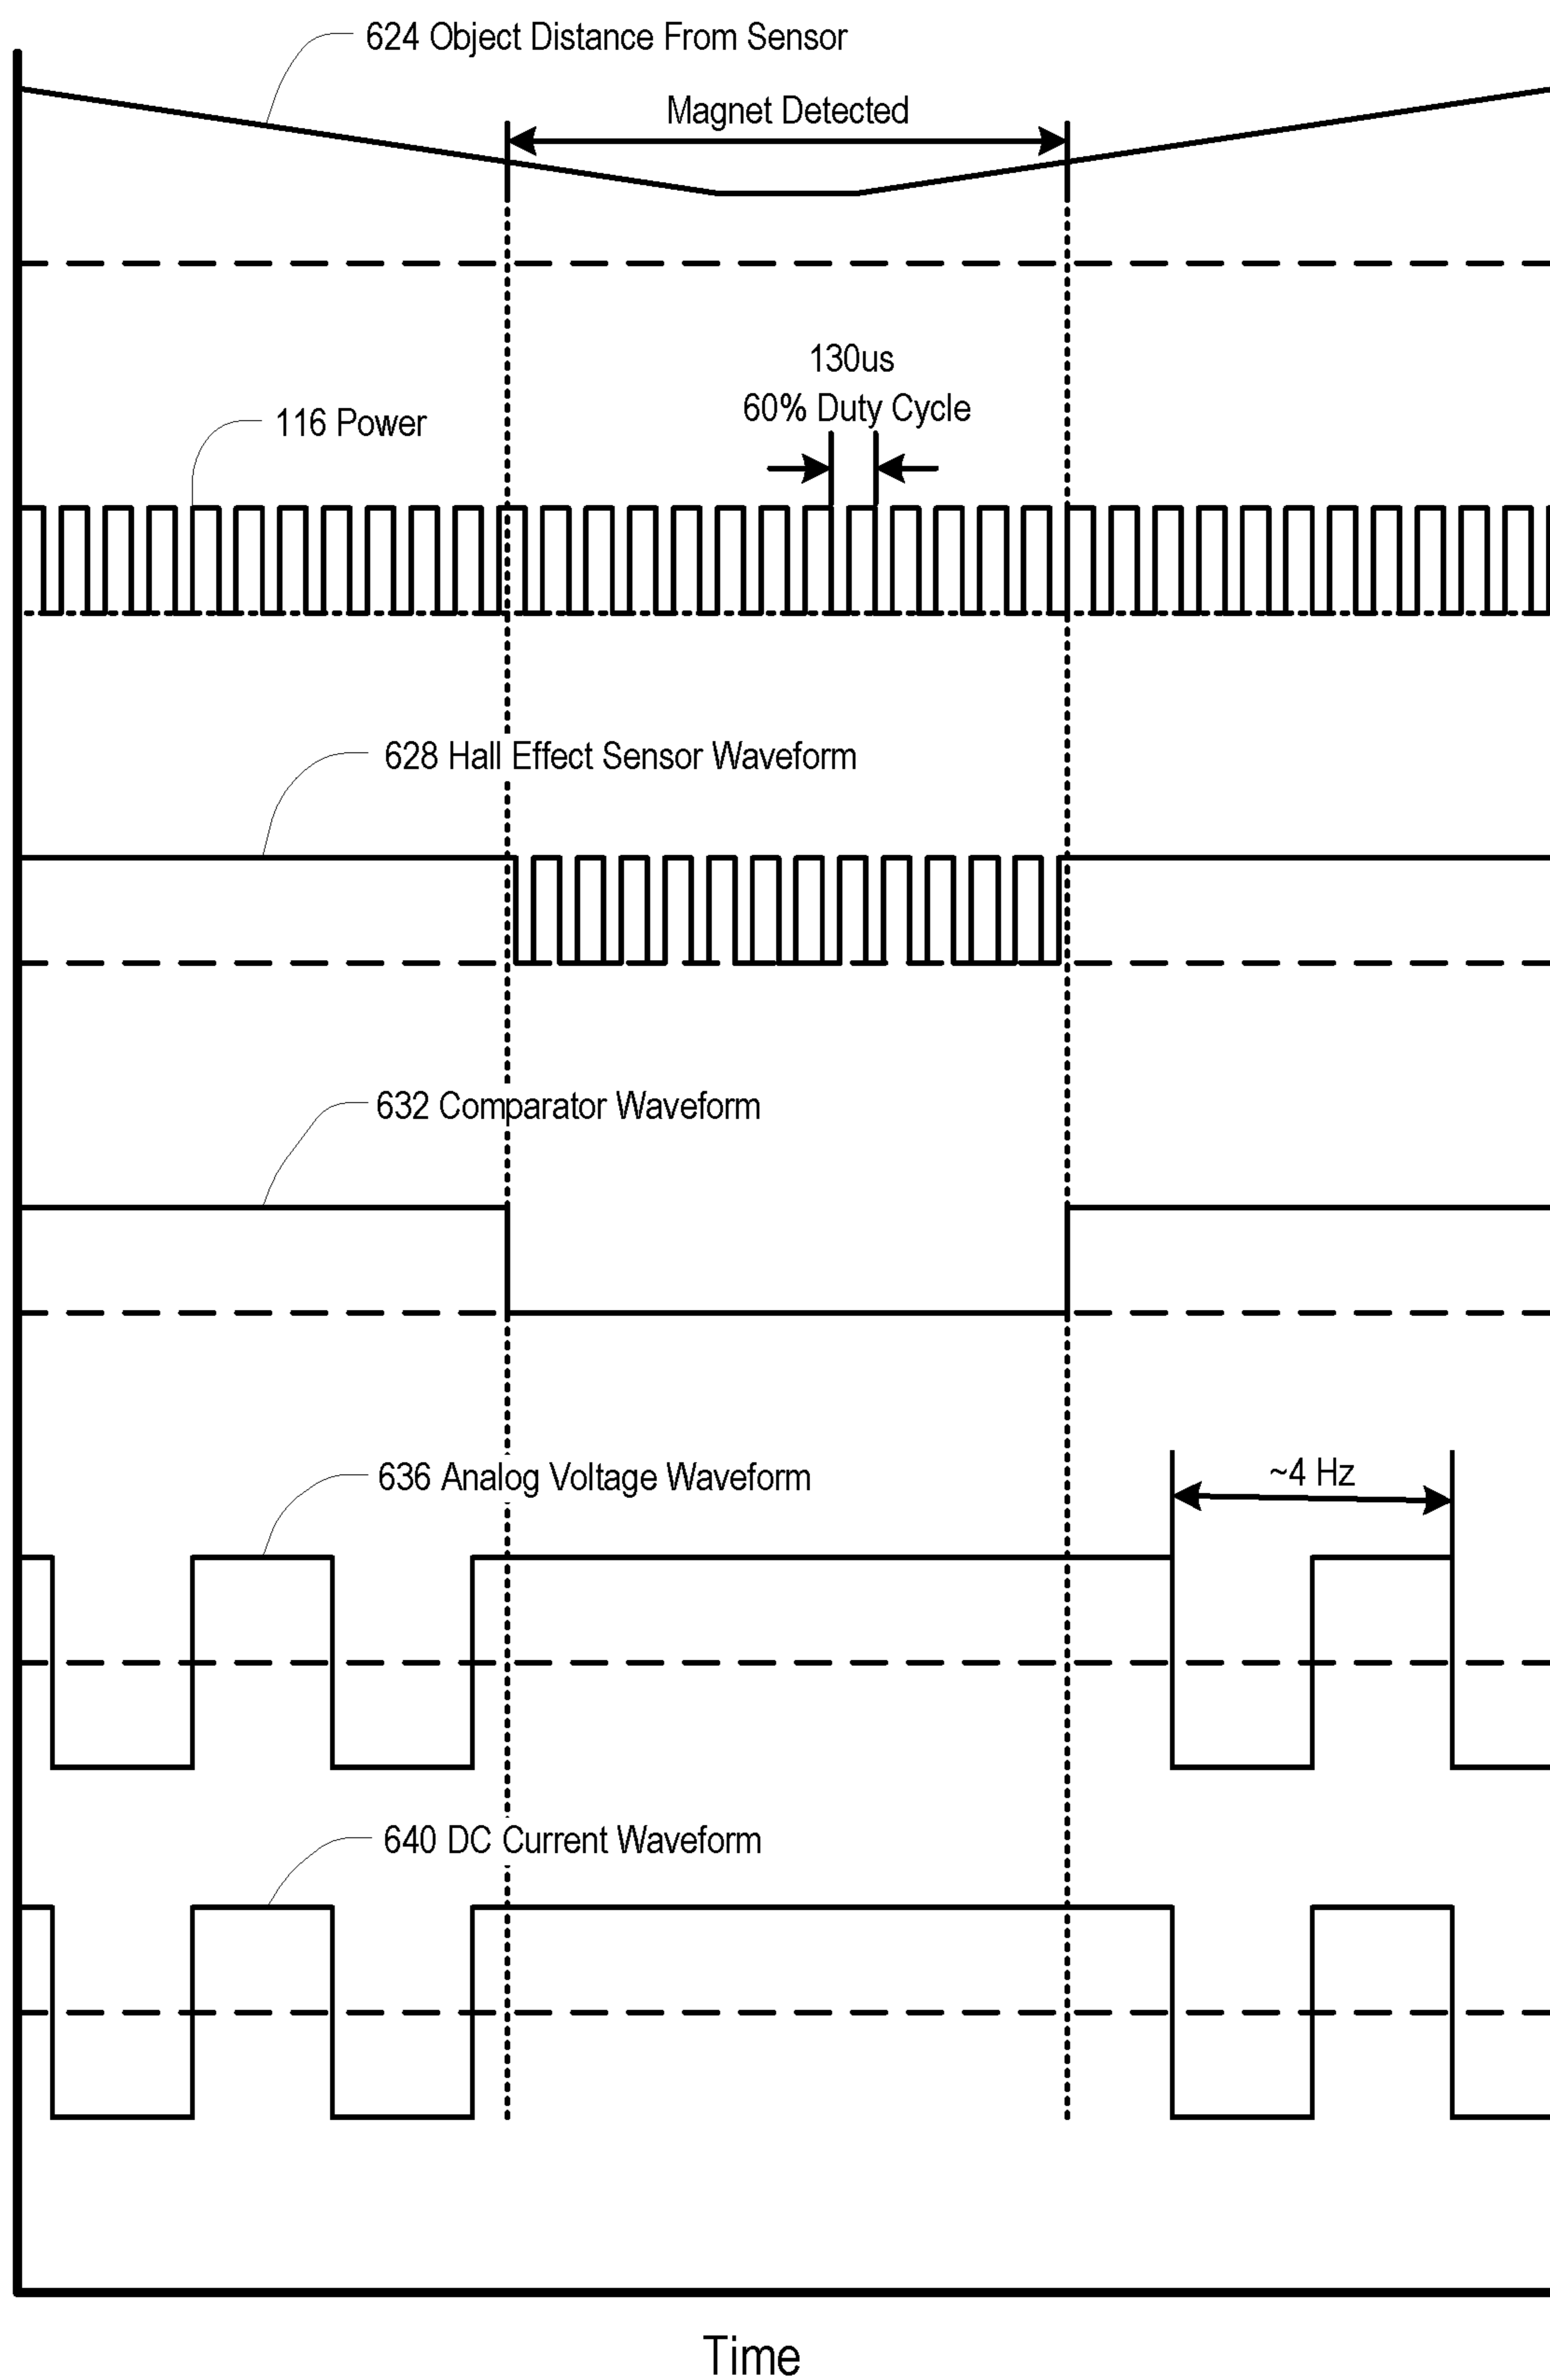 624 Object Distance From Sensor
Magnet Detected
130us
60% Duty Cycle
116 Power
628 Hall Effect Sensor Waveform
632 Comparator Waveform
636 Analog Voltage Waveform
~4 Hz
640 DC Current Waveform
Time